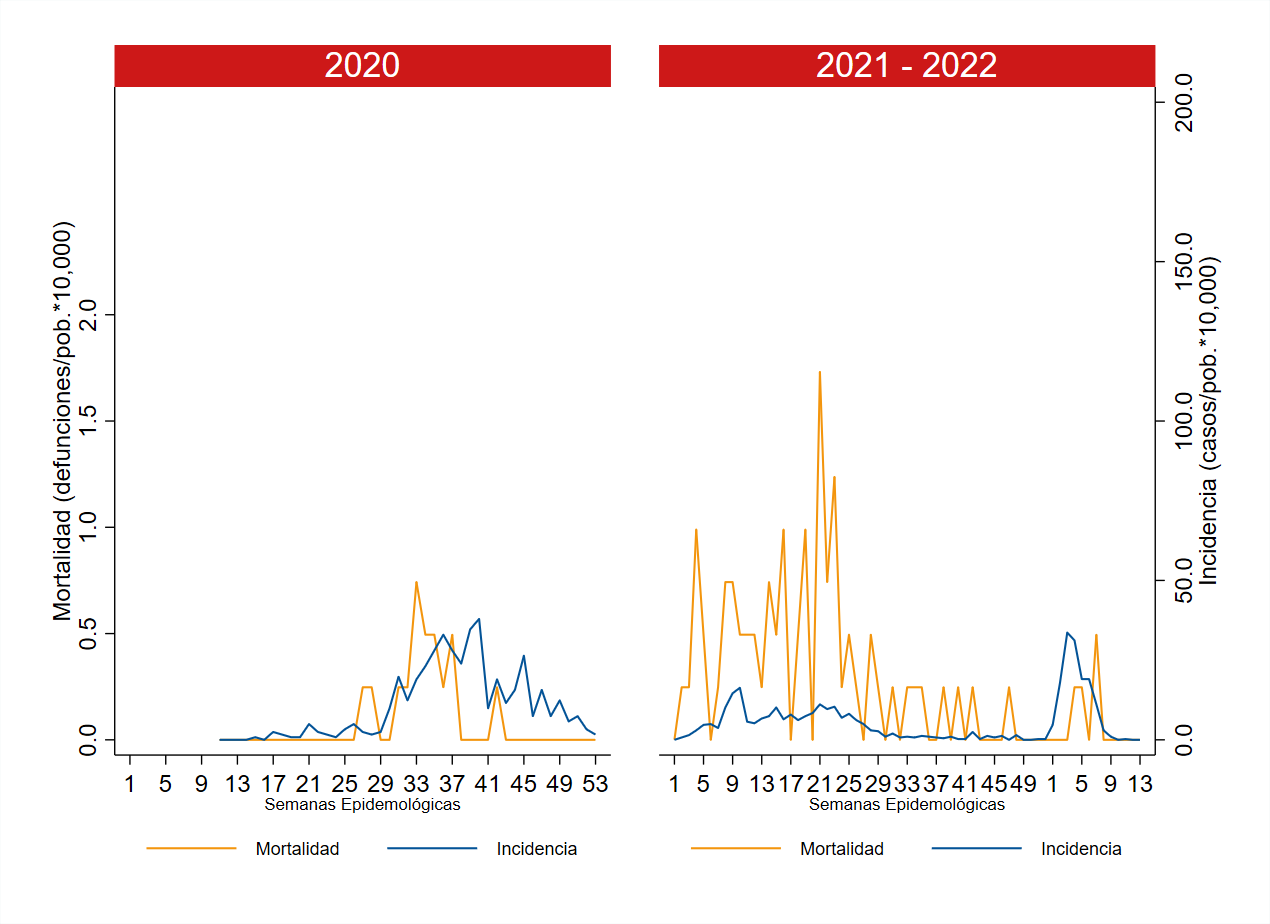 2020
2021 - 2022
Mortalidad (defunciones/pob.*10,000)
0.0 0.5 1.0 1.5 2.0
Incidencia (casos/pob.*10,000)
0.0 50.0 100.0 150.0 200.0
1 5 9 13 17 21 25 29 33 37 41 45 49 53
Semanas Epidemológicas
1 5 9 13 17 21 25 29 33 37 41 45 49 1 5 9 13
Semanas Epidemológicas
Mortalidad Incidencia
Mortalidad Incidencia